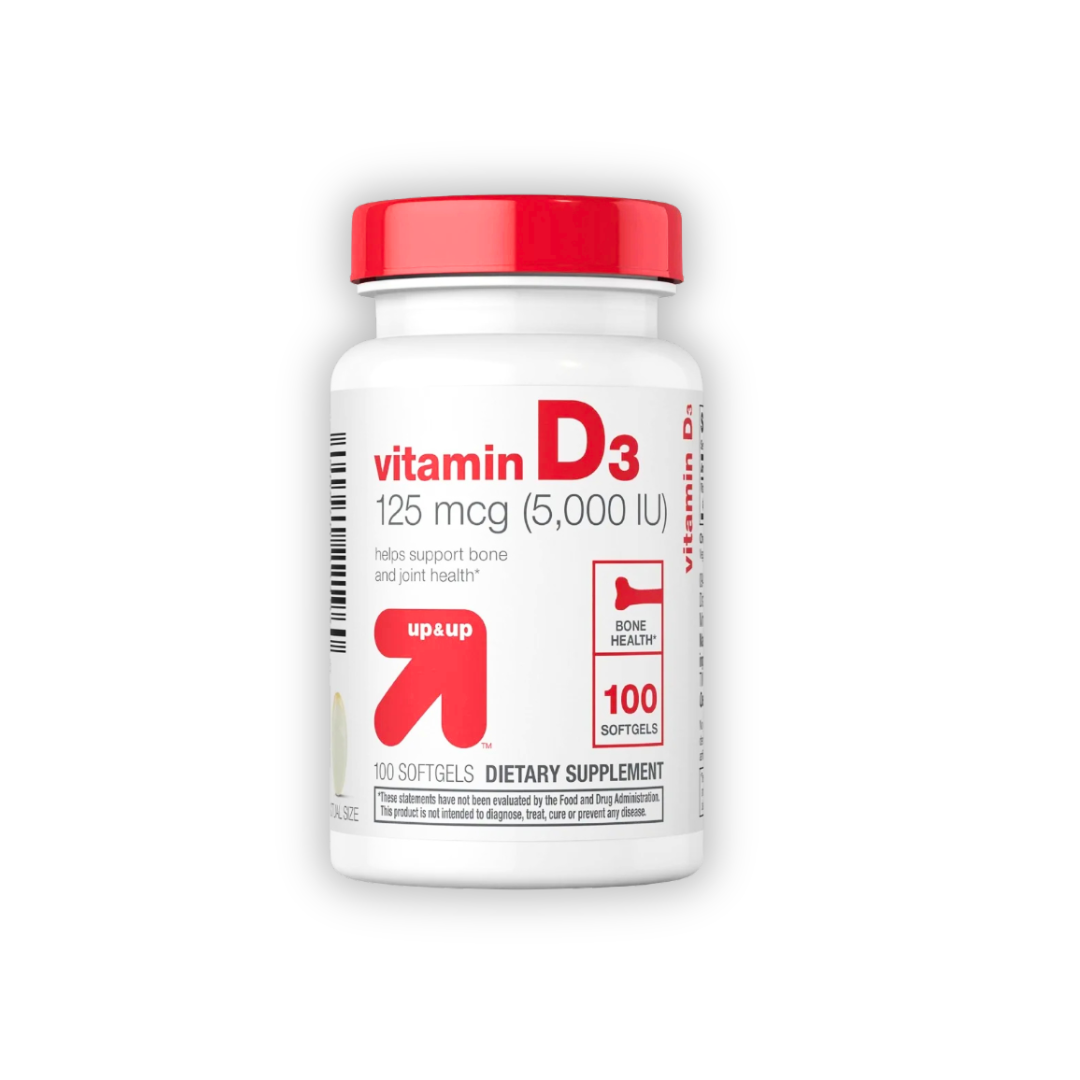 vitamin D3
125 mcg (5,000 IU)
helps support bone
and joint health*
up&up
TM
BONE
HEALTH*
100
SOFTGELS
100 SOFTGELS DIETARY SUPPLEMENT
*These statements have not been evaluated by the Food and Drug Administration.
This product is not intended to diagnose, treat, cure or prevent any disease.
SIZE
vitamin D3